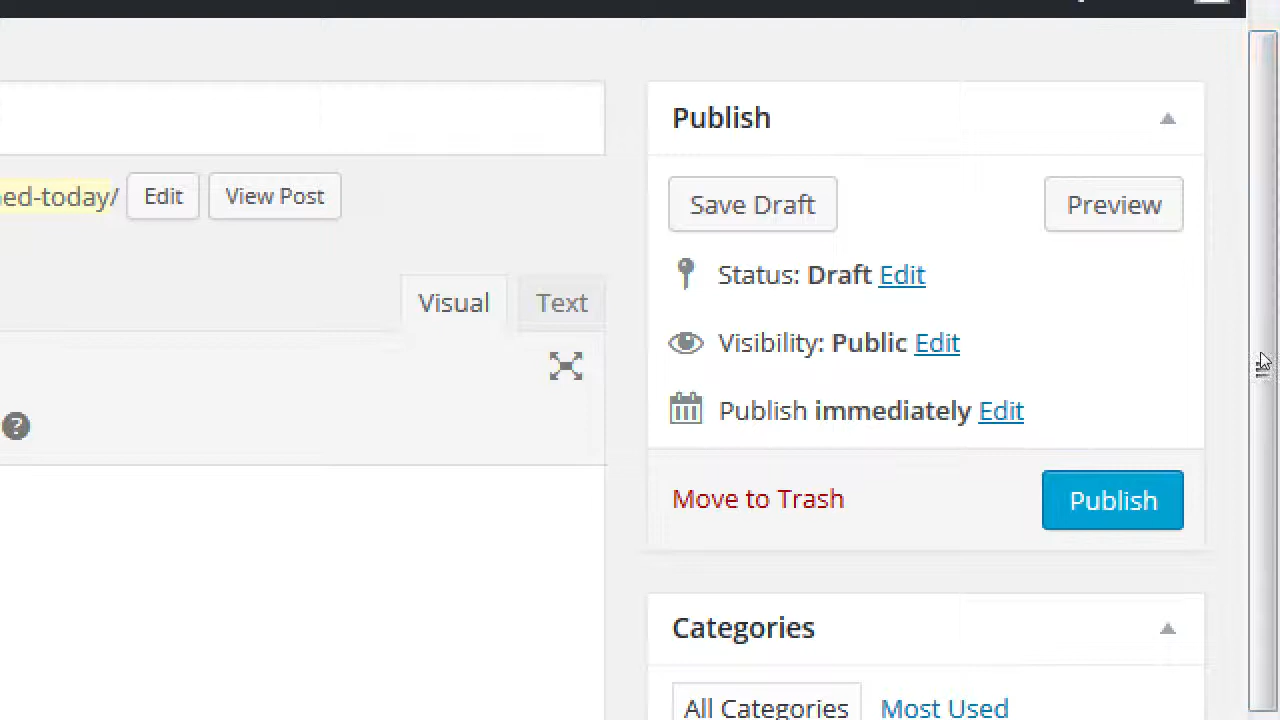 Publish
Save Draft Preview
ed-today/ Edit View Post
Status: Draft Edit
Visual Text
Visibility: Public Edit
Publish immediately Edit
?
Move to Trash Publish
Categories
All Categories Most Used